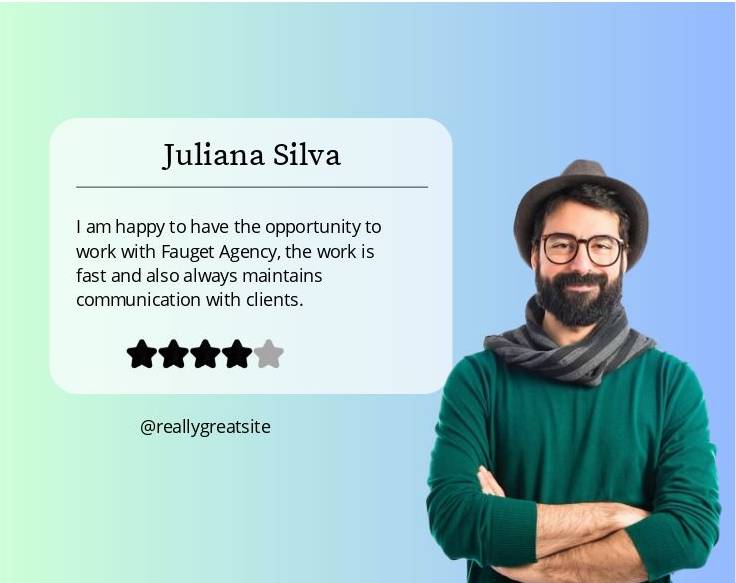 Juliana Silva
I am happy to have the opportunity to
work with Fauget Agency, the work is
fast and also always maintains
communication with clients.
@reallygreatsite